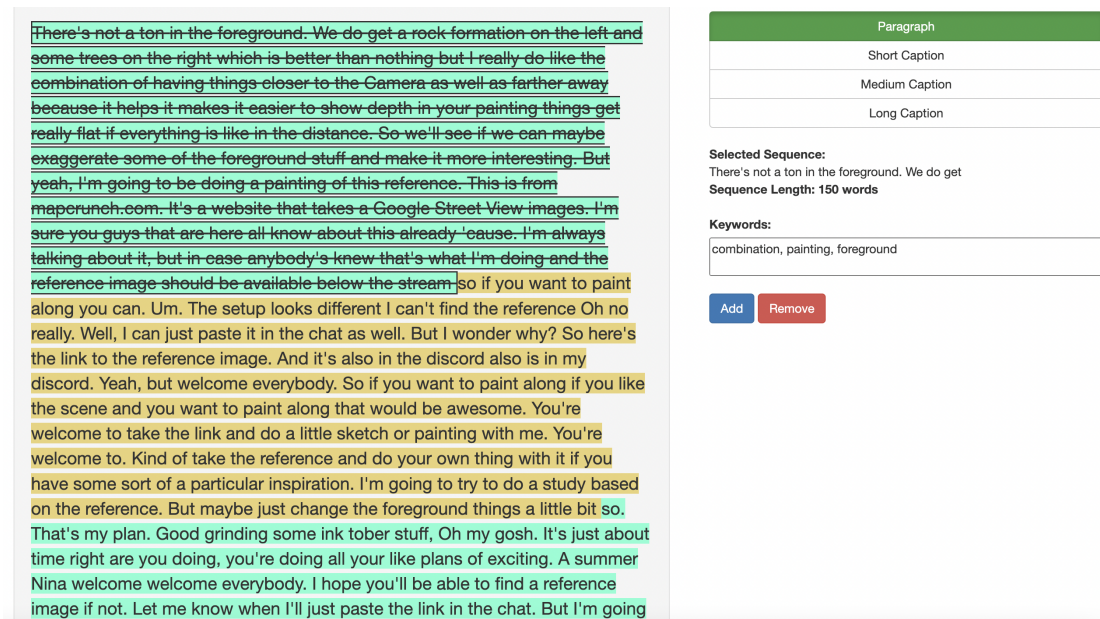 There's not a ton in the foreground. We do get a rock formation on the left and
some trees on the right which is better than nothing but I really do like the
combination of having things closer to the Camera as well as farther away
because it helps it makes it easier to show depth in your painting things get
really flat if everything is like in the distance. So we'll see if we can maybe
exaggerate some of the foreground stuff and make it more interesting. But
yeah, I'm going to be doing a painting of this reference. This is from
mapcrunch.com. It's a website that takes a Google Street View images. I'm
sure you guys that are here all know about this already 'cause. I'm always
talking about it, but in case anybody's knew that's what I'm doing and the
reference image should be available below the stream so if you want to paint
along you can. Um. The setup looks different I can't find the reference Oh no
really. Well, I can just paste it in the chat as well. But I wonder why? So here's
the link to the reference image. And it's also in the discord also is in my
discord. Yeah, but welcome everybody. So if you want to paint along if you like
the scene and you want to paint along that would be awesome. You're
welcome to take the link and do a little sketch or painting with me. You're
welcome to. Kind of take the reference and do your own thing with it if you
have some sort of a particular inspiration. I'm going to try to do a study based
on the reference. But maybe just change the foreground things a little bit so.
That's my plan. Good grinding some ink tober stuff, Oh my gosh. It's just about
time right are you doing, you're doing all your like plans of exciting. A summer
Nina welcome welcome everybody. I hope you'll be able to find a reference
image if not. Let me know when I'll just paste the link in the chat. But I'm going
Paragraph
Short Caption
Medium Caption
Long Caption
Selected Sequence:
There's not a ton in the foreground. We do get
Sequence Length: 150 words
Keywords:
combination, painting, foreground
Add Remove